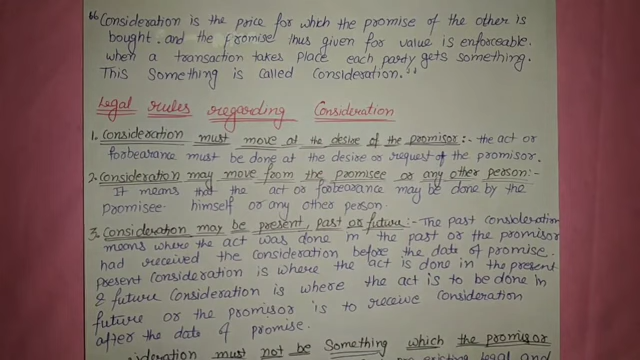 "Consideration is the price for which the promise of the other is
bought and the promise thus given for value is enforceable.
When a transaction takes place each party gets something.
This Something is called Consideration."
Legal rules regarding Consideration
1. Consideration must move at the desire of the promisor:- the act or
forbearance must be done at the desire or request of the promisor.
2. Consideration may move from the promisee or any other person:-
It means that the act or forbearance may be done by the
promisee himself or any other person.
3. Consideration may be present, past or future:- The past consideration
means where the act was done in the past or the promisor
had received the consideration before the date of promise.
present consideration is where the act is done in the present
& future consideration is where the act is to be done in
future or the promisor is to receive consideration
after the date of promise.
must not be Something which the promisor
existing legal and